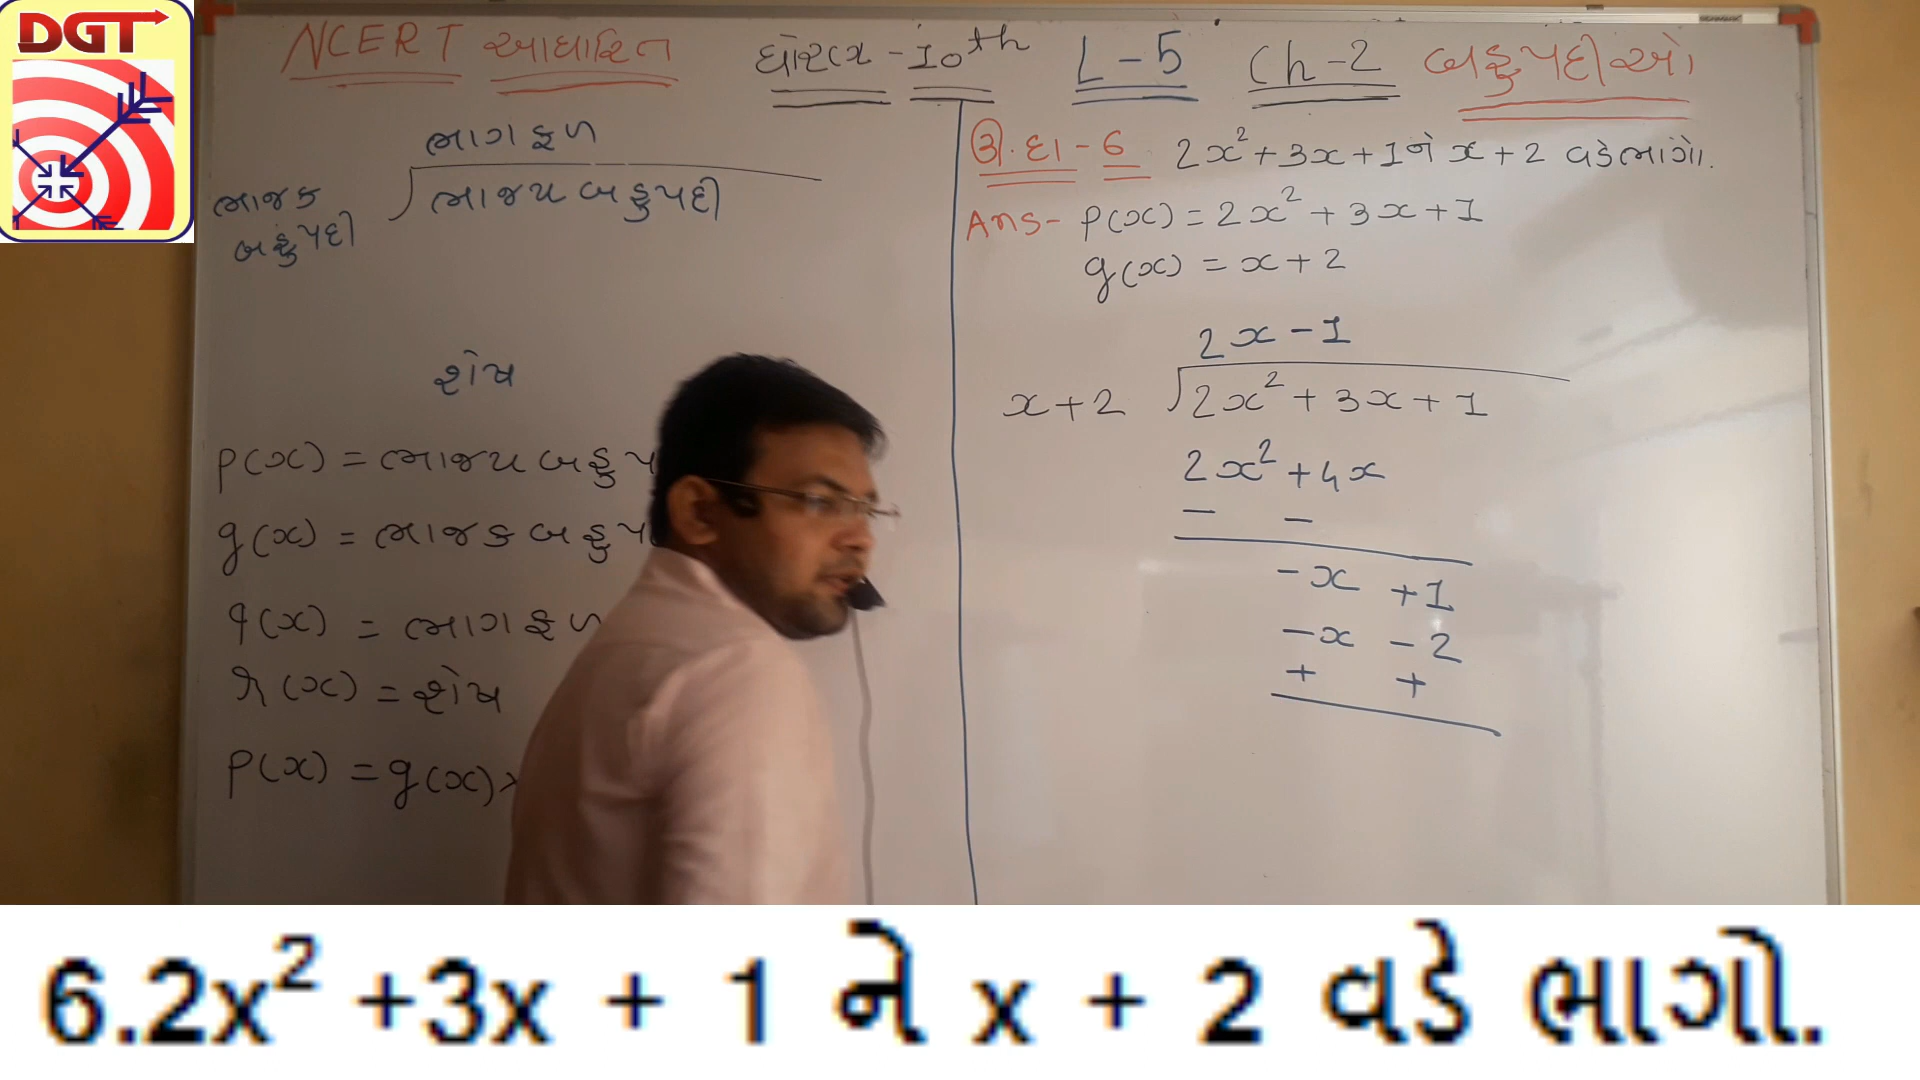 DGT
NCERT આધારિત ધોરણ - 10th L-5 Ch-2 બહુપદીઓ
ભાગફળ
ભાજક
બહુપદી
ભાજ્ય બહુપદી
શેષ
p(x) = ભાજ્ય બહુપ
g(x) = ભાજક બહુપ
q(x) = ભાગફળ
r(x) = શેષ
p(x) = g(x)×
ઉ.દા-6 2x² + 3x + 1 ને x + 2 વડે ભાગો.
Ans- p(x) = 2x² + 3x + 1
g(x) = x + 2
2x - 1
x + 2 2x² + 3x + 1
2x² + 4x
- -
-x + 1
-x - 2
+ +
6.2x² +3x + 1 ને x + 2 વડે ભાગો.